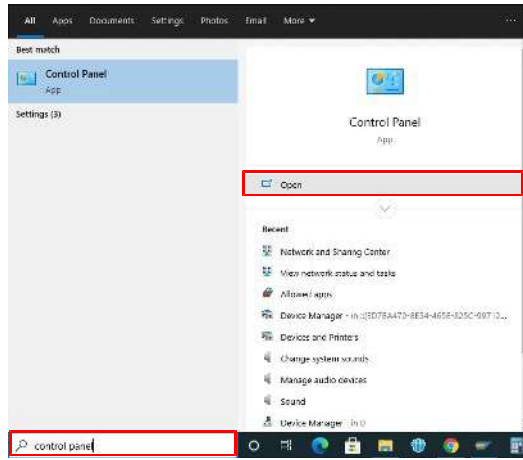 All Apps Documents Settings Photos Email More
Best match
Control Panel
App
Settings (3)
Control Panel
App
Open
Recent
Network and Sharing Center
View network status and tasks
Allowed apps
Device Manager
Devices and Printers
Change system sounds
Manage audio devices
Sound
Device Manager
control panel